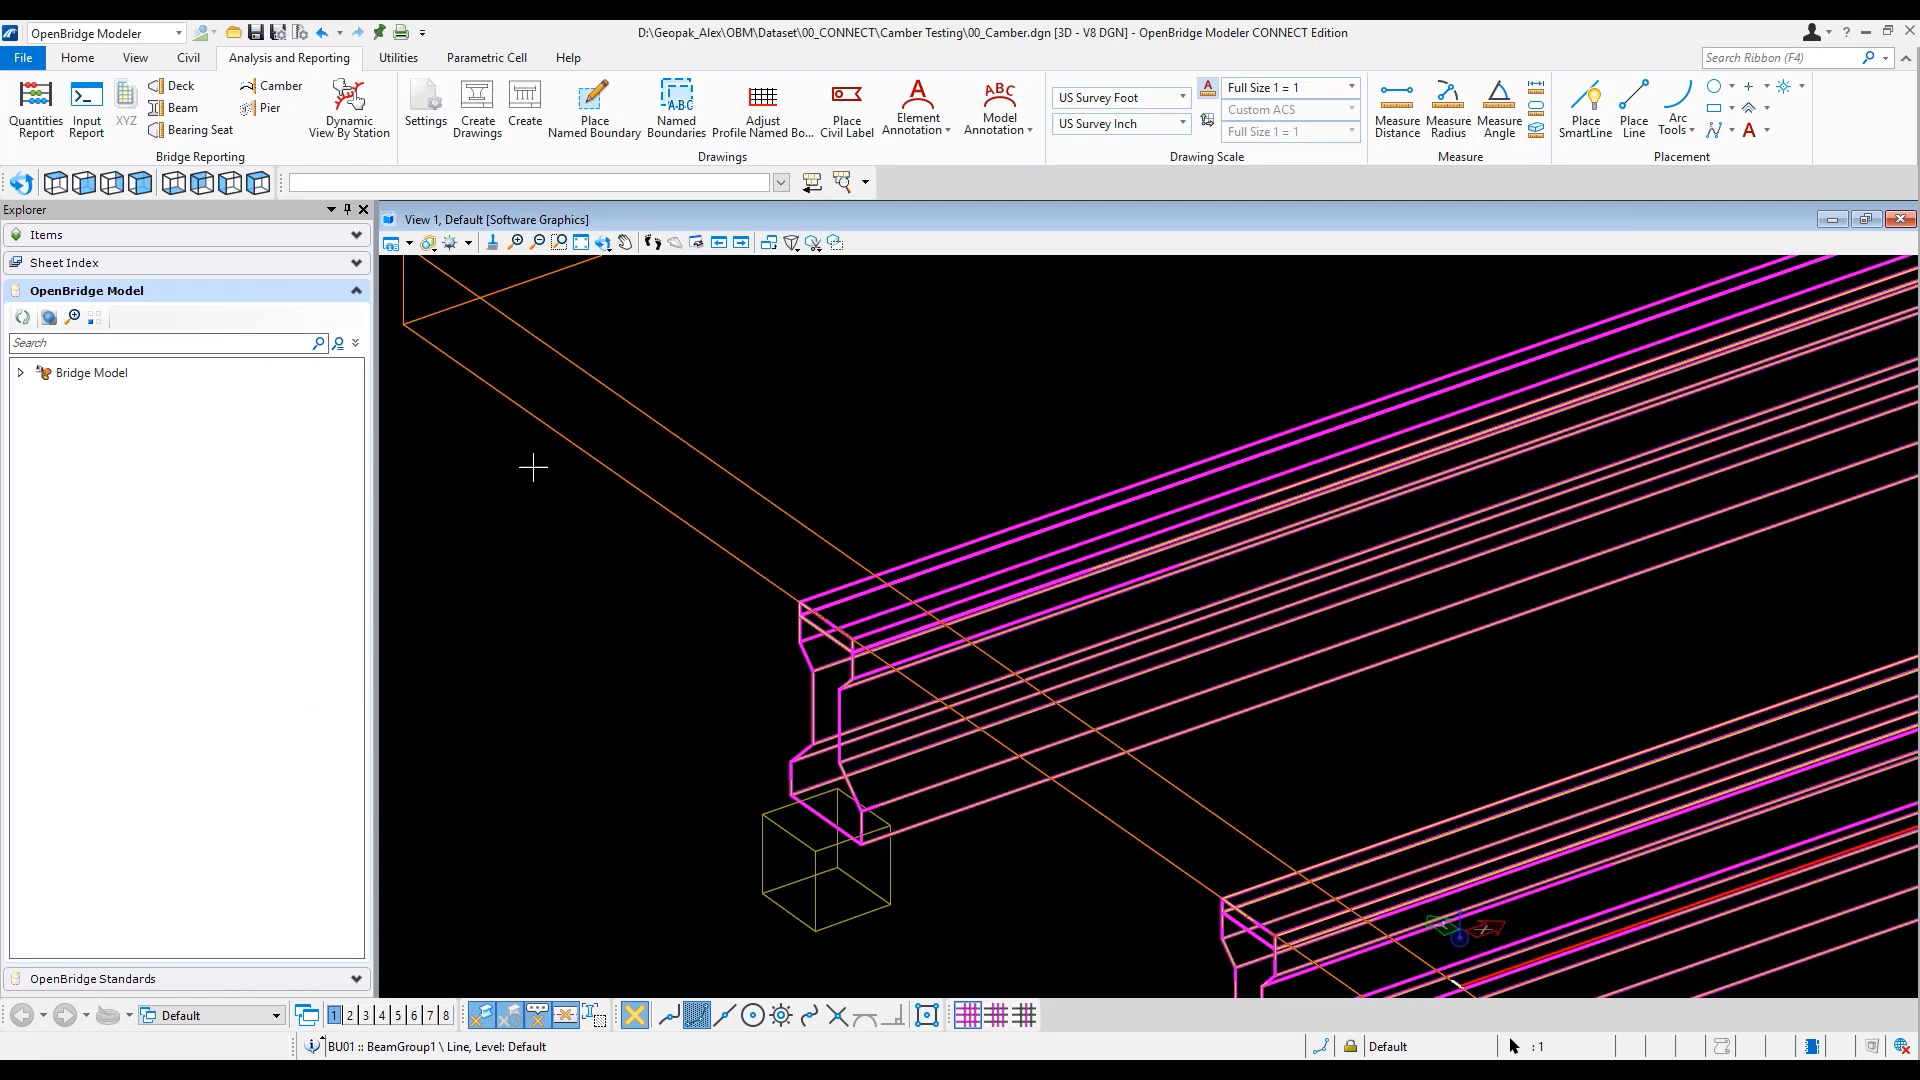 OpenBridge Modeler
D:\Geopak_Alex\OBM\Dataset\00_CONNECT\Camber Testing\00_Camber.dgn [3D - V8 DGN] - OpenBridge Modeler CONNECT Edition
File Home View Civil Analysis and Reporting Utilities Parametric Cell Help
Search Ribbon (F4)
Quantities Report
Input Report
XYZ
Deck
Beam
Bearing Seat
Camber
Pier
Dynamic View By Station
Bridge Reporting
Settings
Create Drawings
Create
Place Named Boundary
Named Boundaries
Adjust Profile Named Bo...
Place Civil Label
Element Annotation
Model Annotation
Drawings
US Survey Foot
US Survey Inch
Full Size 1 = 1
Custom ACS
Full Size 1 = 1
Drawing Scale
Measure Distance
Measure Radius
Measure Angle
Measure
Place SmartLine
Place Line
Arc Tools
Placement
Explorer
Items
Sheet Index
OpenBridge Model
Search
Bridge Model
OpenBridge Standards
View 1, Default [Software Graphics]
Default
1 2 3 4 5 6 7 8
BU01 :: BeamGroup1 \ Line, Level: Default
Default
: 1